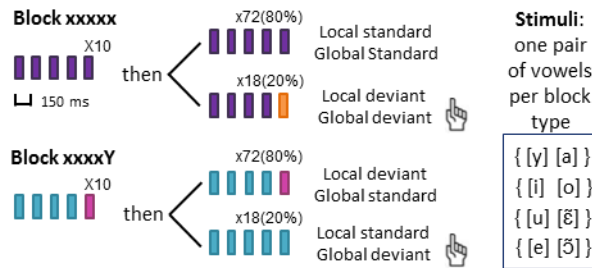 Block xxxxx
X10
150 ms
then
x72(80%)
Local standard
Global Standard
x18(20%)
Local deviant
Global deviant
Block xxxxY
X10
then
x72(80%)
Local deviant
Global standard
x18(20%)
Local standard
Global deviant
Stimuli:
one pair
of vowels
per block
type
{ [y] [a] }
{ [i] [o] }
{ [u] [ɛ̃] }
{ [e] [ɔ̃] }